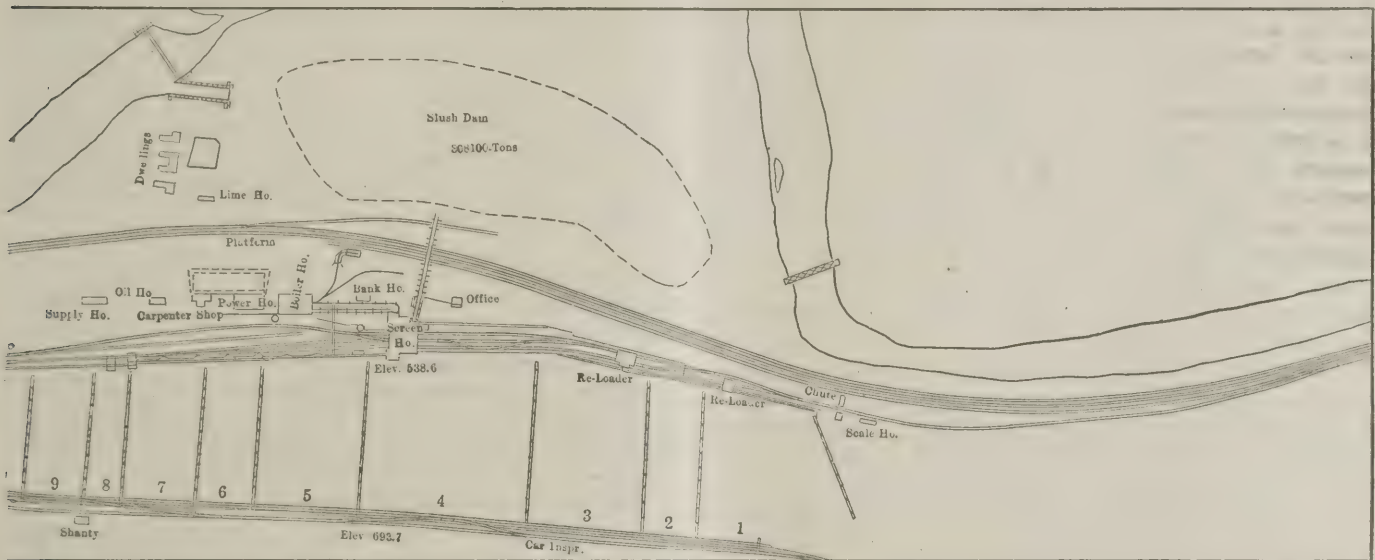 Slush Dam
308100 Tons
Dwellings
Lime Ho.
Platform
Boiler Ho.
Bank Ho.
Oil Ho
Power Ho.
Office
Supply Ho.
Carpenter Shop
Screen
Ho.
Elev. 538.6
Re-Loader
Re-Loader
Chute
Scale Ho.
9
8
7
6
5
4
3
2
1
Shanty
Elev 693.7
Car Inspr.